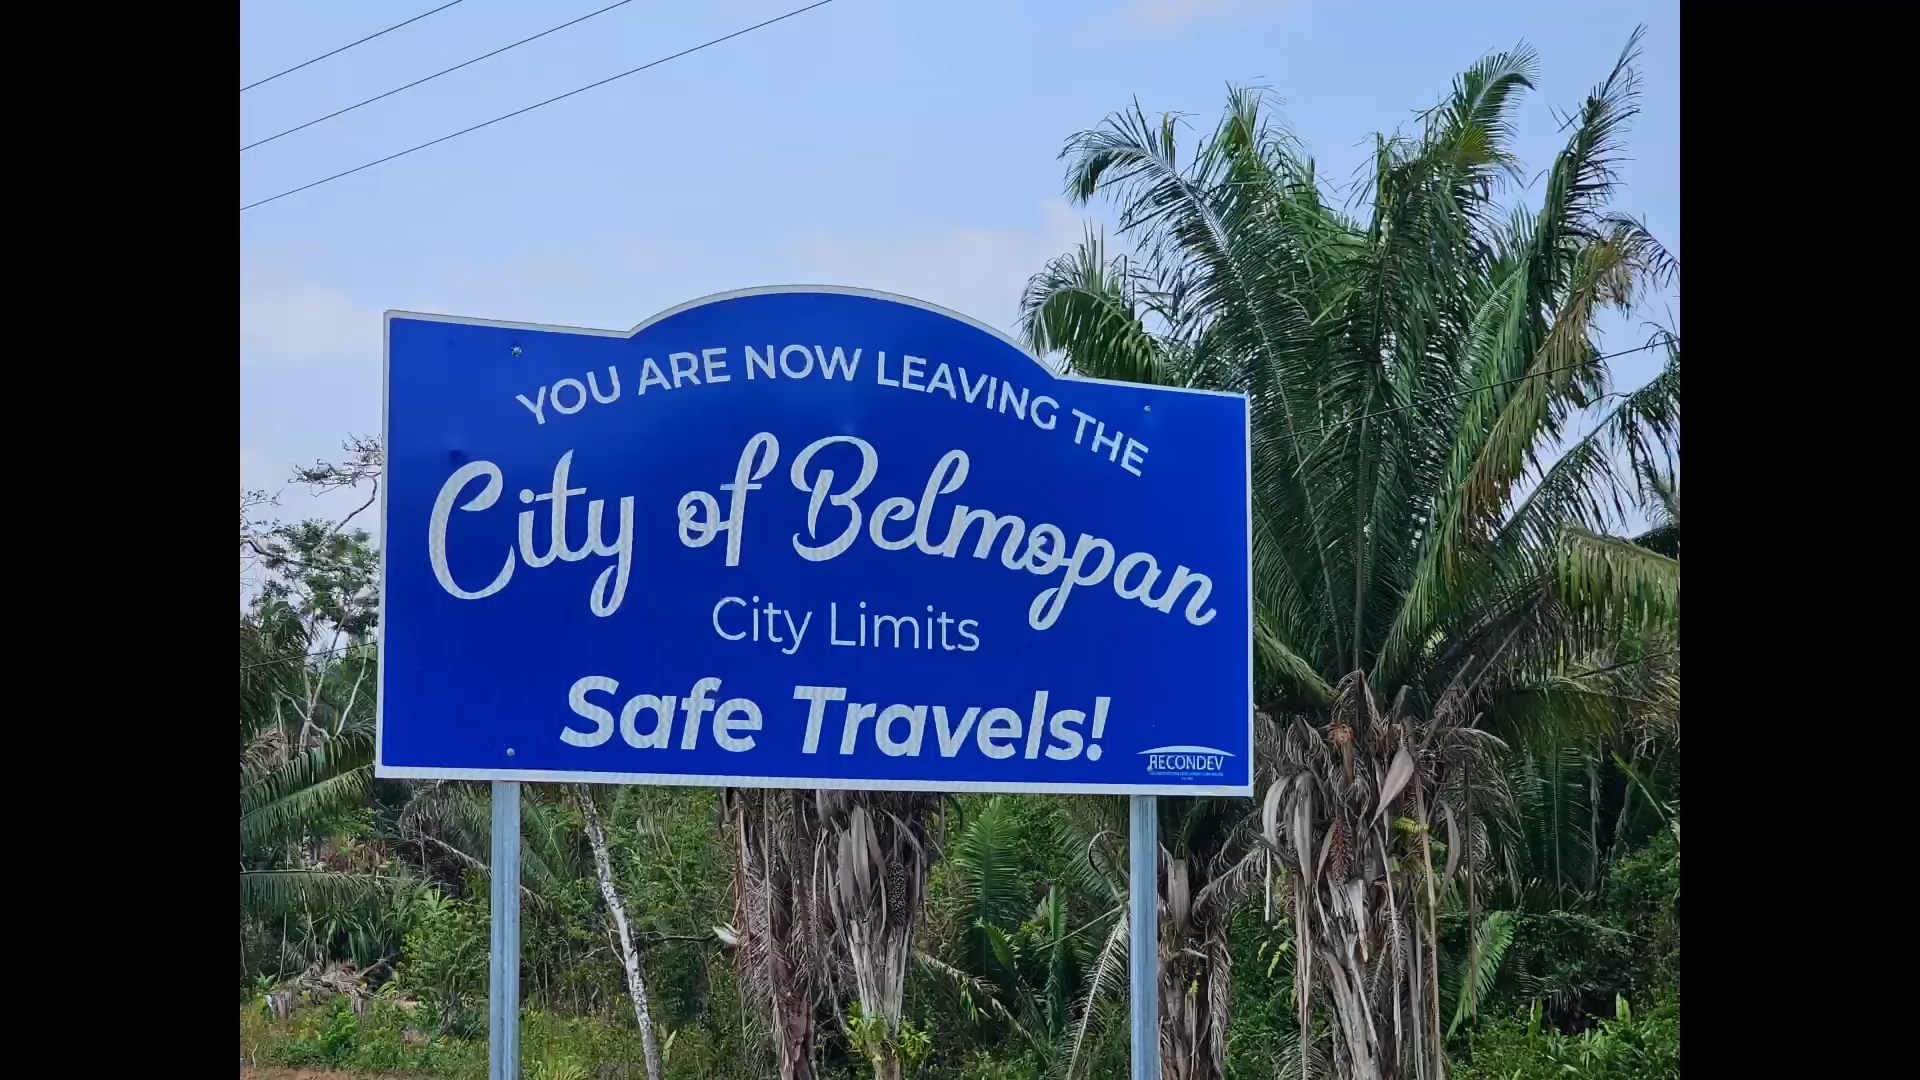 YOU ARE NOW LEAVING THE
City of Belmopan
City Limits
Safe Travels!
RECONDEV